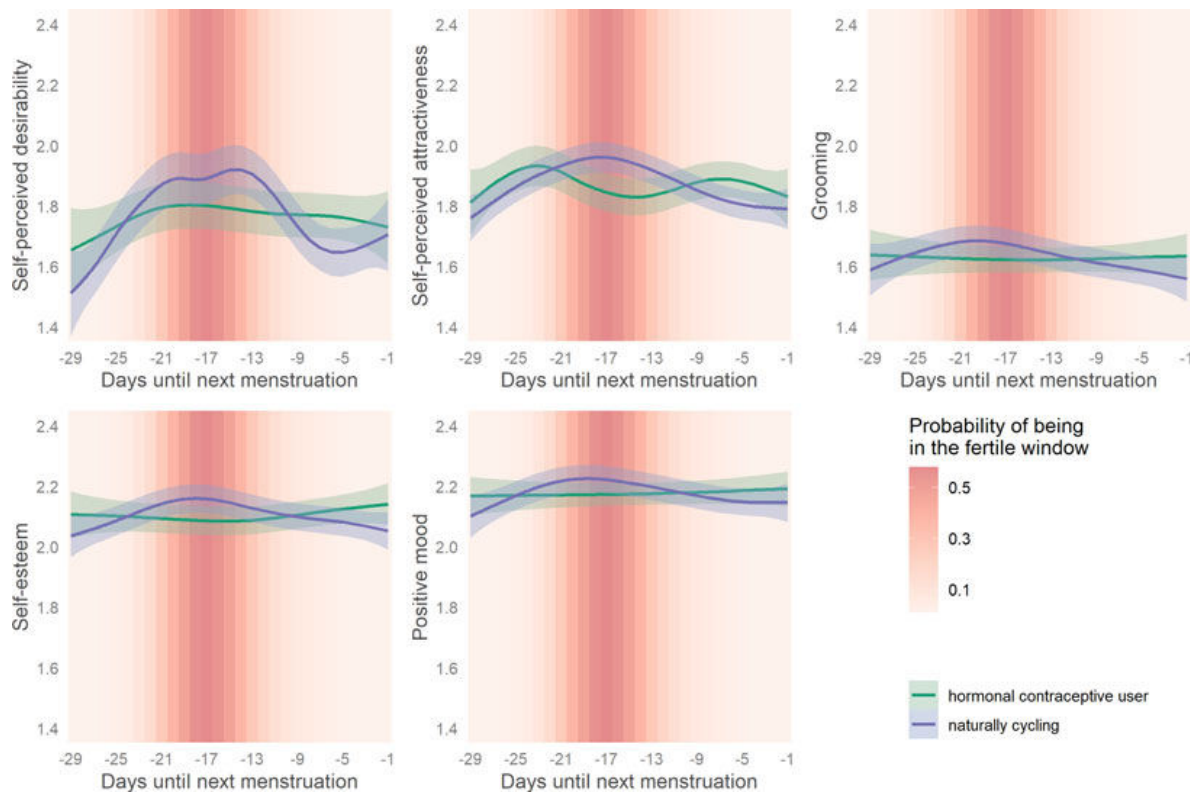 Self-perceived desirability
2.4
2.2
2.0
1.8
1.6
1.4
-29 -25 -21 -17 -13 -9 -5 -1
Days until next menstruation
Self-perceived attractiveness
2.4
2.2
2.0
1.8
1.6
1.4
-29 -25 -21 -17 -13 -9 -5 -1
Days until next menstruation
Grooming
2.4
2.2
2.0
1.8
1.6
1.4
-29 -25 -21 -17 -13 -9 -5 -1
Days until next menstruation
Self-esteem
2.4
2.2
2.0
1.8
1.6
1.4
-29 -25 -21 -17 -13 -9 -5 -1
Days until next menstruation
Positive mood
2.4
2.2
2.0
1.8
1.6
1.4
-29 -25 -21 -17 -13 -9 -5 -1
Days until next menstruation
Probability of being
in the fertile window
0.5
0.3
0.1
hormonal contraceptive user
naturally cycling